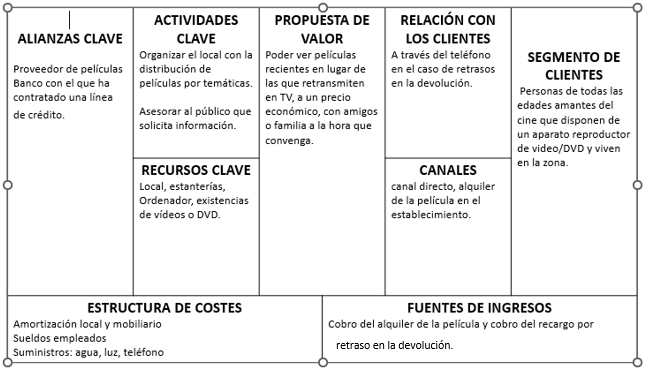 ALIANZAS CLAVE
Proveedor de películas
Banco con el que ha
contratado una línea
de crédito.
ACTIVIDADES
CLAVE
Organizar el local con la
distribución de
películas por temáticas.
Asesorar al público que
solicita información.
RECURSOS CLAVE
Local, estanterías,
Ordenador, existencias
de vídeos o DVD.
PROPUESTA DE
VALOR
Poder ver películas
recientes en lugar de
las que retransmiten
en TV, a un precio
económico, con amigos
o familia a la hora que
convenga.
RELACIÓN CON
LOS CLIENTES
A través del teléfono
en el caso de retrasos
en la devolución.
CANALES
canal directo, alquiler
de la película en el
establecimiento.
SEGMENTO DE
CLIENTES
Personas de todas las
edades amantes del
cine que disponen de
un aparato reproductor
de video/DVD y viven
en la zona.
ESTRUCTURA DE COSTES
Amortización local y mobiliario
Sueldos empleados
Suministros: agua, luz, teléfono
FUENTES DE INGRESOS
Cobro del alquiler de la película y cobro del recargo por
retraso en la devolución.